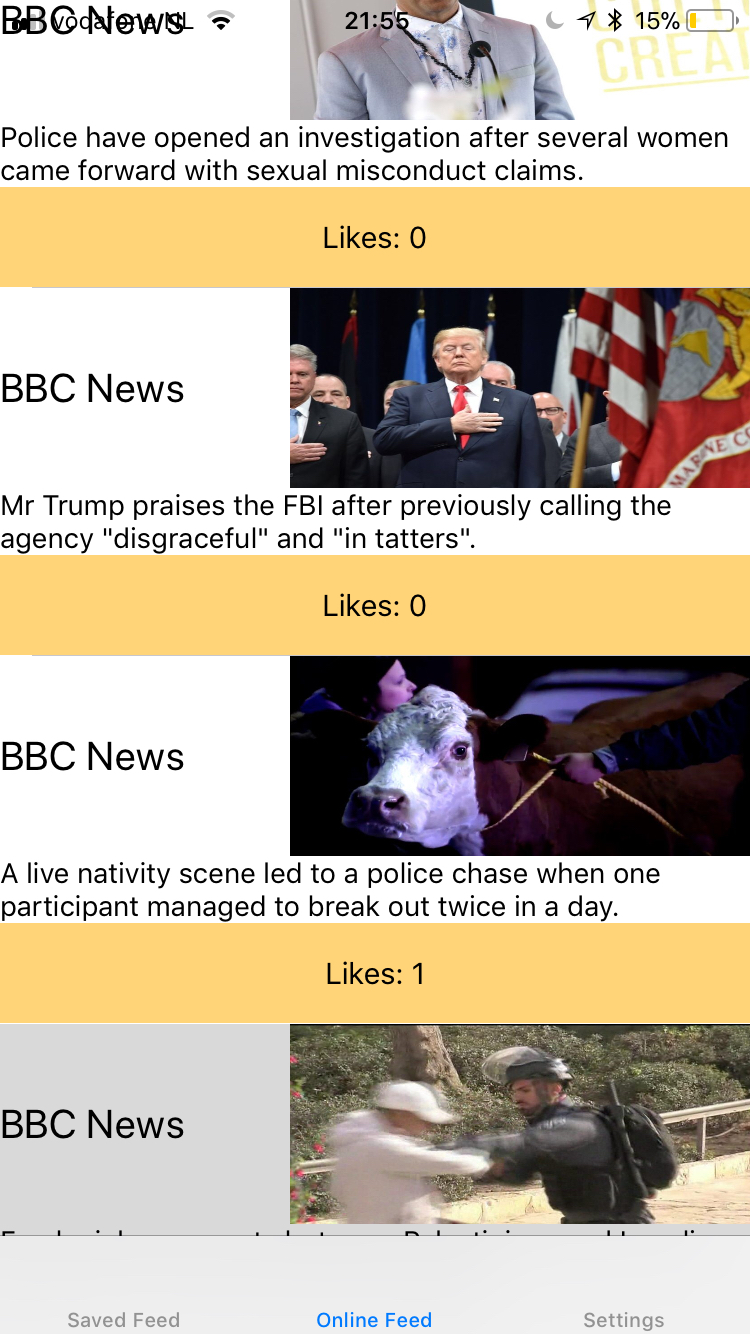 BBC News
vodafone NL
21:55
15%
CREAT
Police have opened an investigation after several women
came forward with sexual misconduct claims.
Likes: 0
BBC News
MARINE CO
Mr Trump praises the FBI after previously calling the
agency "disgraceful" and "in tatters".
Likes: 0
BBC News
A live nativity scene led to a police chase when one
participant managed to break out twice in a day.
Likes: 1
BBC News
Saved Feed
Online Feed
Settings